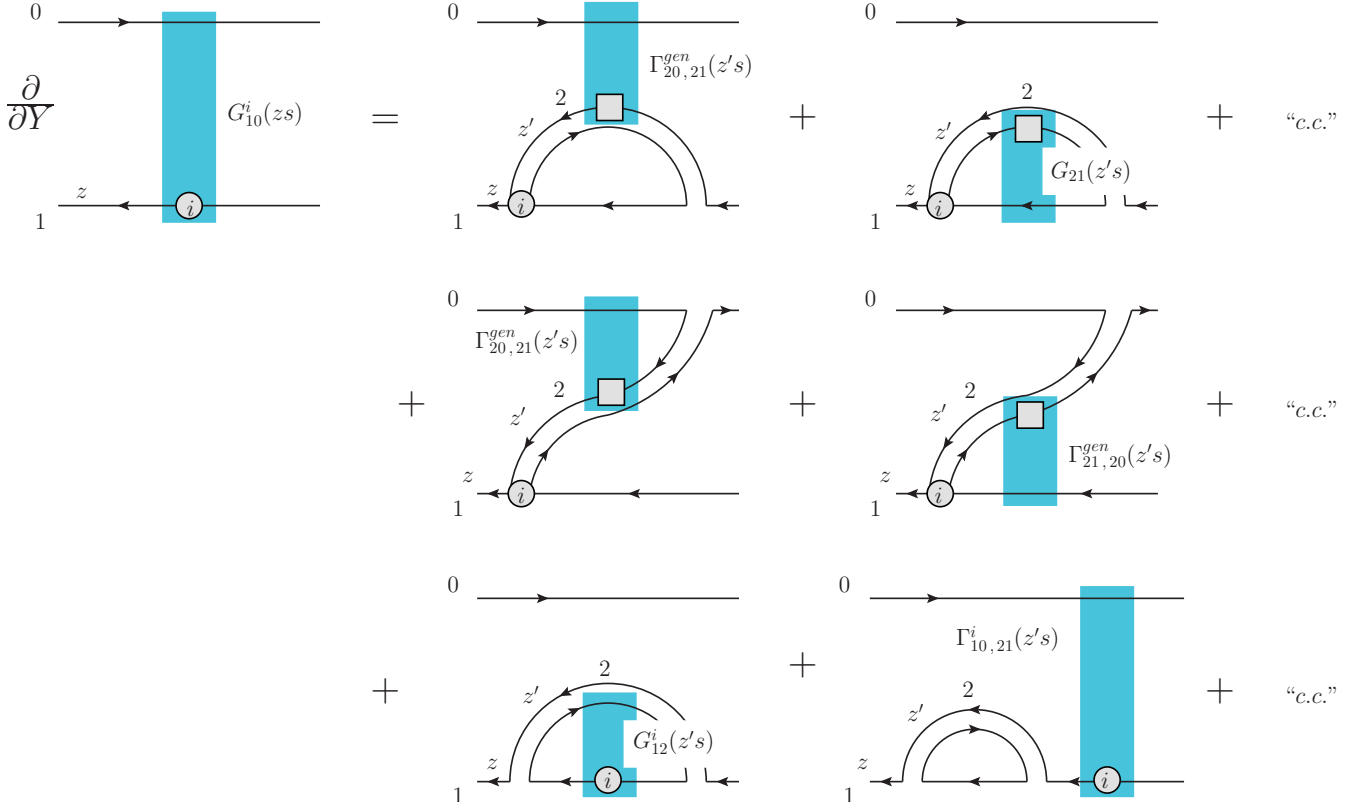 0 0 0
∂/∂Y G^i_{10}(zs) = Γ^{gen}_{20,21}(z's) 2 z' + 2 z' G_{21}(z's) + "c.c."
z i z i z i
1 1 1
0 0
+ Γ^{gen}_{20,21}(z's) 2 z' + 2 z' Γ^{gen}_{21,20}(z's) + "c.c."
z i z i
1 1
0 0
+ 2 z' G^i_{12}(z's) + Γ^i_{10,21}(z's) 2 z' + "c.c."
z i z i
1 1